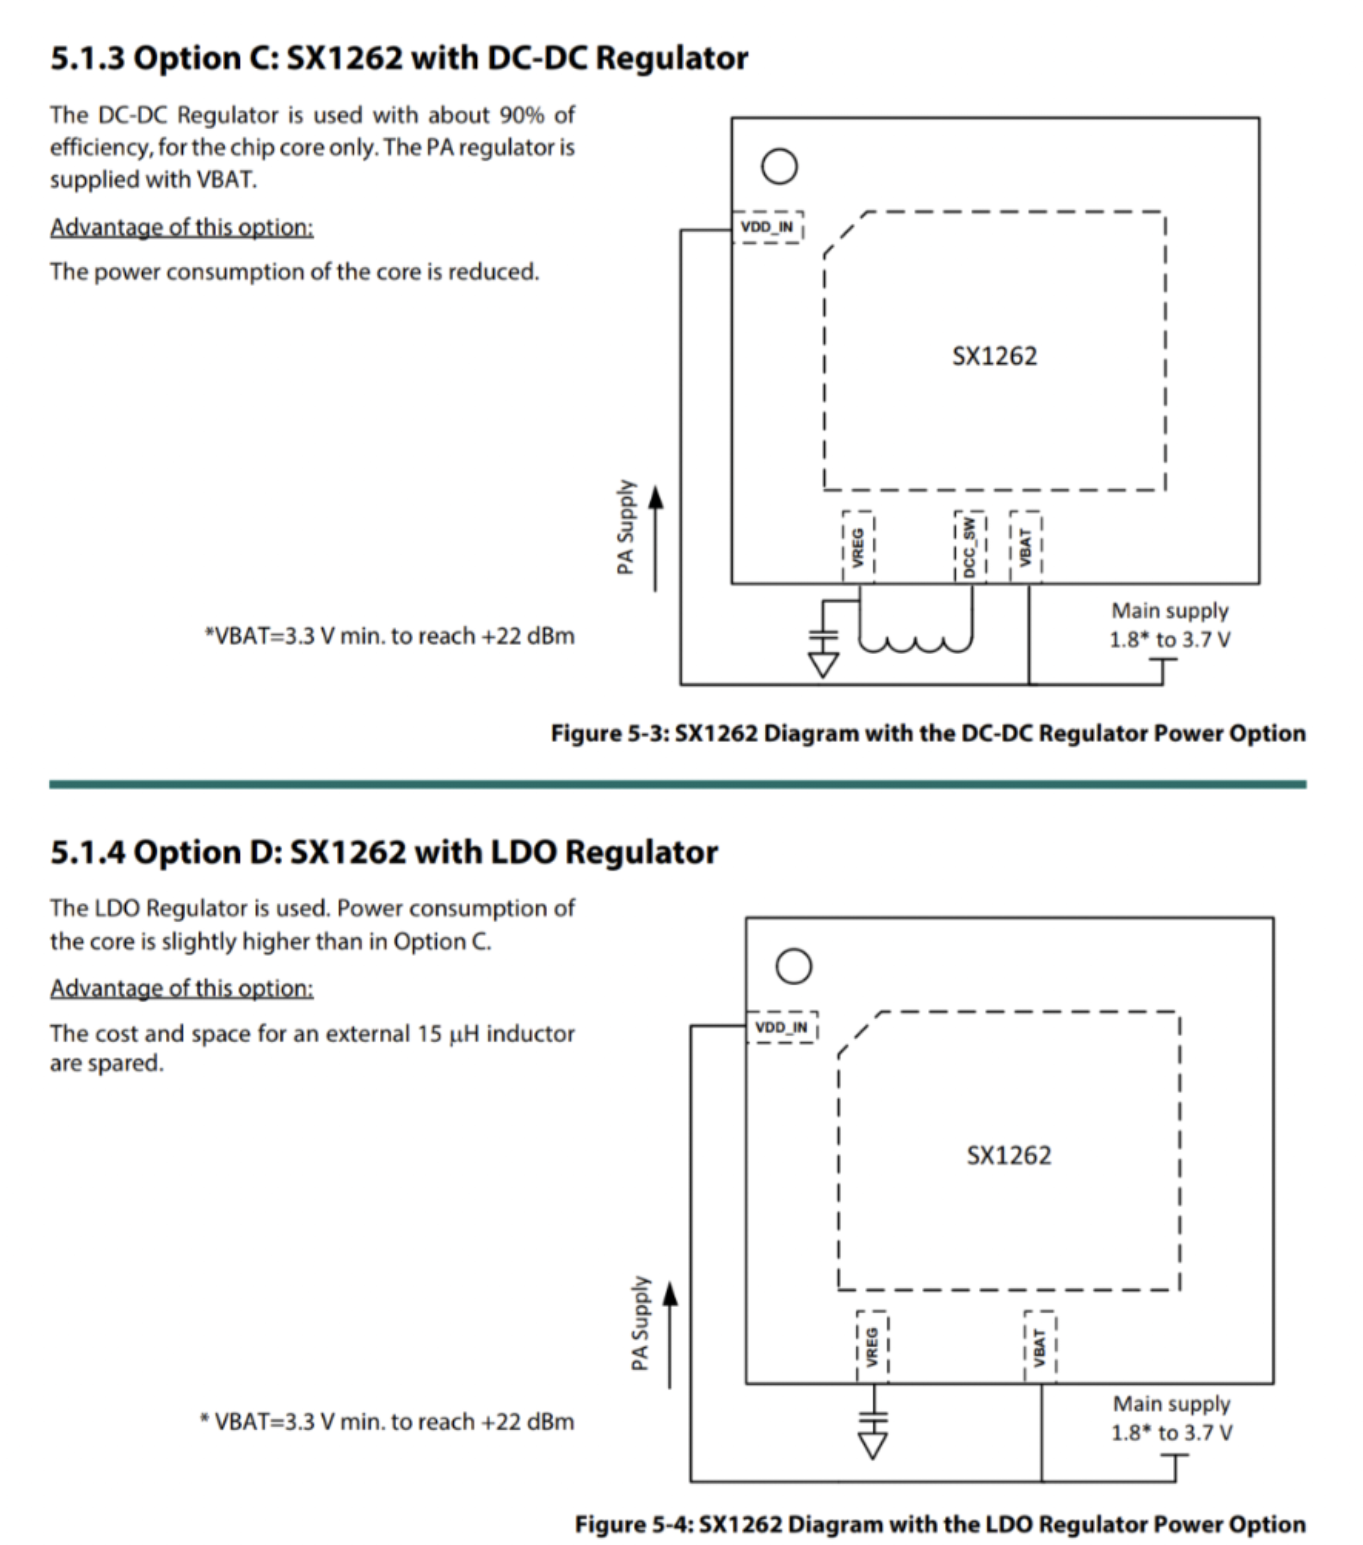 5.1.3 Option C: SX1262 with DC-DC Regulator
The DC-DC Regulator is used with about 90% of
efficiency, for the chip core only. The PA regulator is
supplied with VBAT.
Advantage of this option:
The power consumption of the core is reduced.
VDD_IN
SX1262
PA Supply
VREG
DCC_SW
VBAT
Main supply
1.8* to 3.7 V
*VBAT=3.3 V min. to reach +22 dBm
Figure 5-3: SX1262 Diagram with the DC-DC Regulator Power Option
5.1.4 Option D: SX1262 with LDO Regulator
The LDO Regulator is used. Power consumption of
the core is slightly higher than in Option C.
Advantage of this option:
The cost and space for an external 15 μH inductor
are spared.
VDD_IN
SX1262
PA Supply
VREG
VBAT
Main supply
1.8* to 3.7 V
* VBAT=3.3 V min. to reach +22 dBm
Figure 5-4: SX1262 Diagram with the LDO Regulator Power Option